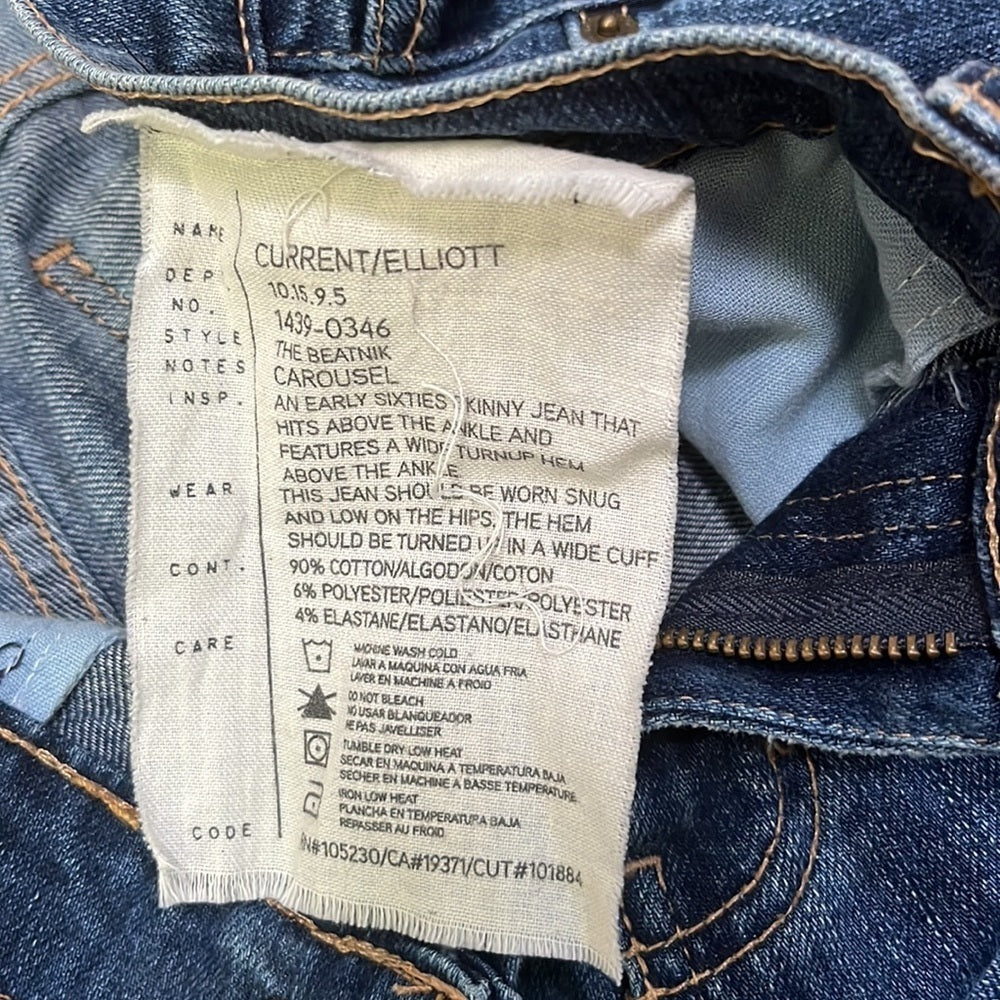 NAME CURRENT/ELLIOTT
DEP. 10.15.9.5
NO. 1439-0346
STYLE THE BEATNIK
NOTES CAROUSEL
INSP. AN EARLY SIXTIES SKINNY JEAN THAT
HITS ABOVE THE ANKLE AND
FEATURES A WIDE TURNUP HEM
ABOVE THE ANKLE
WEAR THIS JEAN SHOULD BE WORN SNUG
AND LOW ON THE HIPS, THE HEM
SHOULD BE TURNED UP IN A WIDE CUFF
CONT. 90% COTTON/ALGODON/COTON
6% POLYESTER/POLIESTER/POLYESTER
4% ELASTANE/ELASTANO/ELASTHANE
CARE MACHINE WASH COLD
LAVAR A MAQUINA CON AGUA FRIA
LAVER EN MACHINE A FROID
DO NOT BLEACH
NO USAR BLANQUEADOR
NE PAS JAVELLISER
TUMBLE DRY LOW HEAT
SECAR EN MAQUINA A TEMPERATURA BAJA
SECHER EN MACHINE A BASSE TEMPERATURE
IRON LOW HEAT
PLANCHA EN TEMPERATURA BAJA
REPASSER AU FROID
CODE RN#105230/CA#19371/CUT#101884